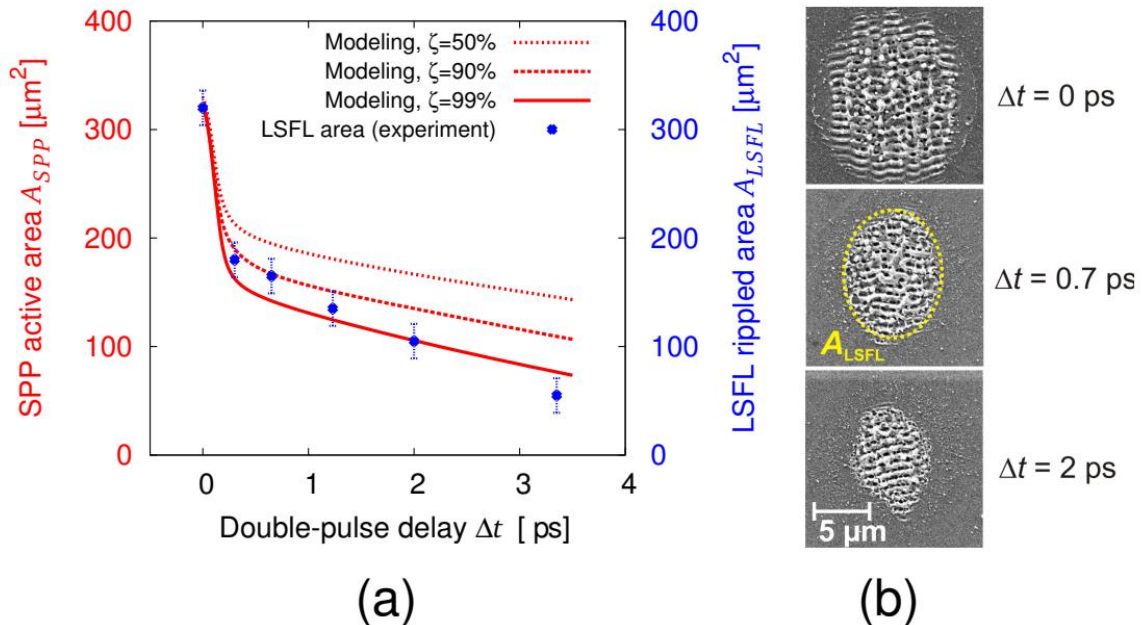 SPP active area A_SPP [μm²]
400
300
200
100
0
Modeling, ζ=50%
Modeling, ζ=90%
Modeling, ζ=99%
LSFL area (experiment)
0 1 2 3 4
Double-pulse delay Δt [ ps]
400
300
200
100
0
LSFL rippled area A_LSFL [μm²]
(a)
Δt = 0 ps
A_LSFL
Δt = 0.7 ps
5 μm
Δt = 2 ps
(b)